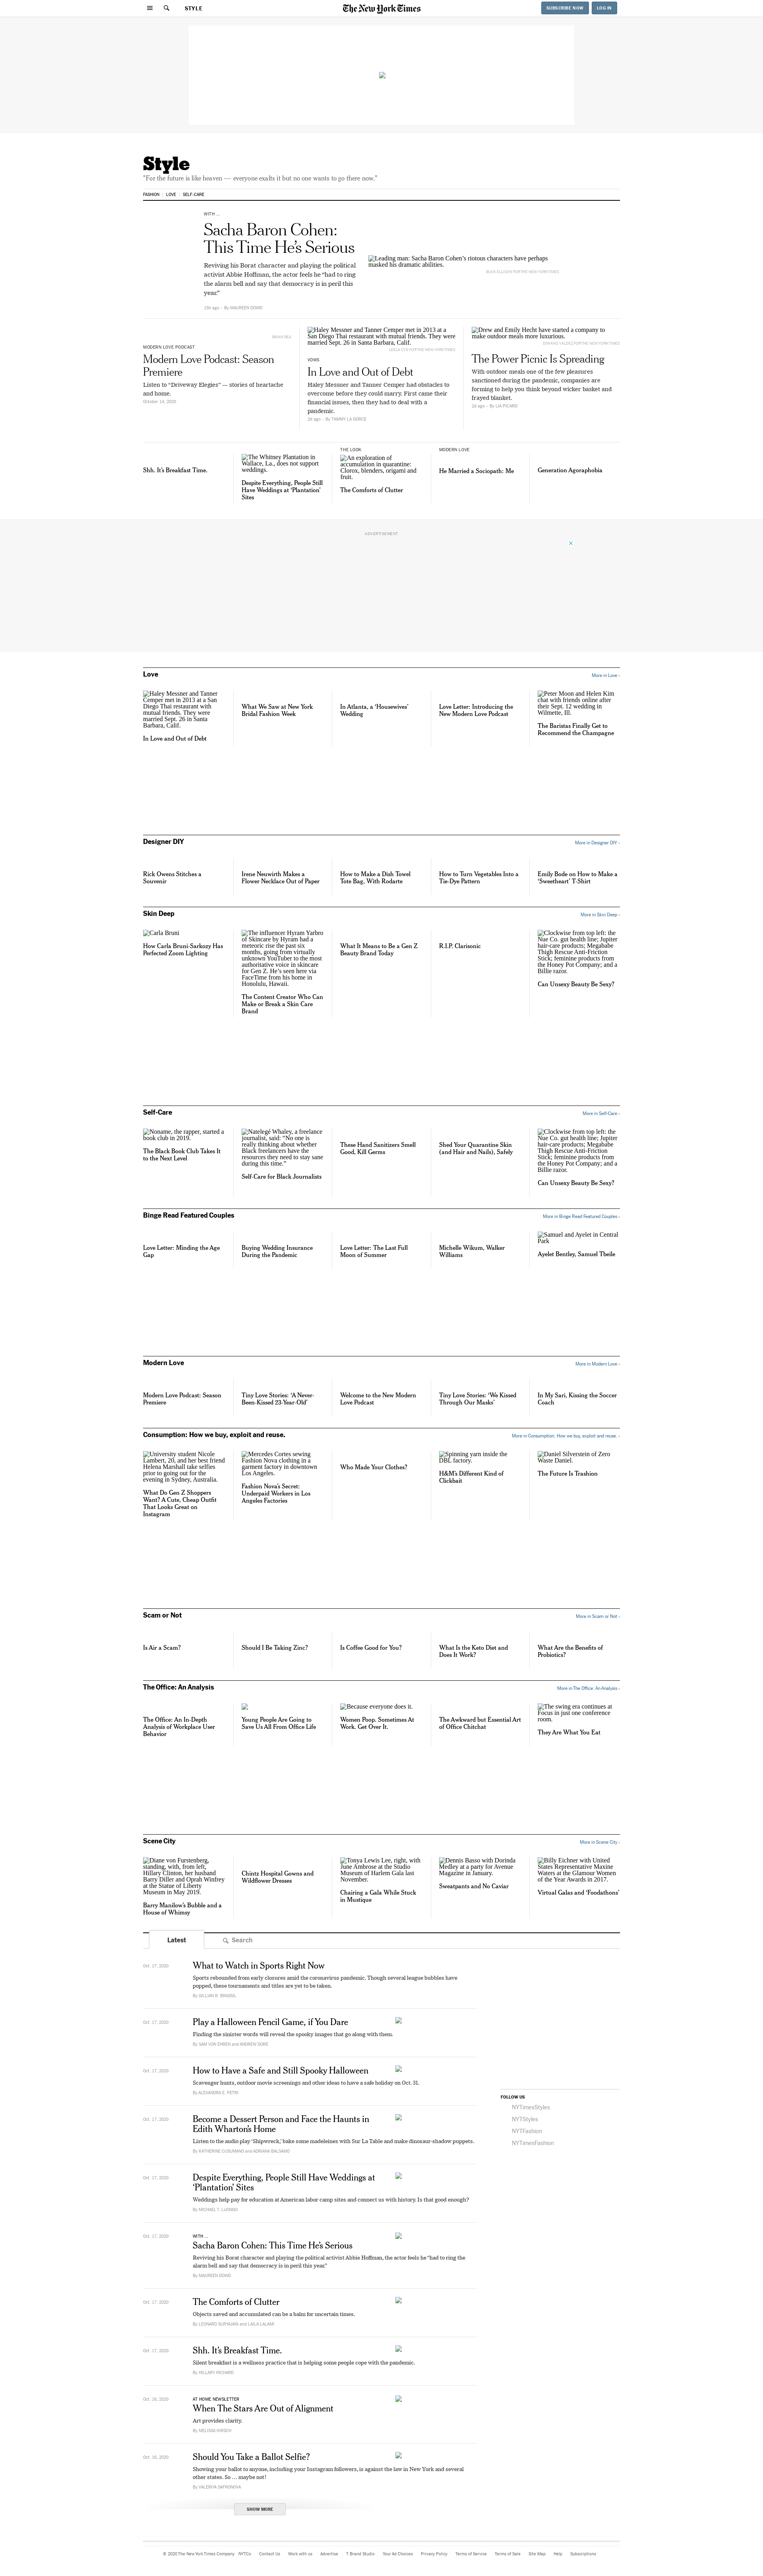 STYLE
The New York Times
SUBSCRIBE NOW
LOG IN
Style
"For the future is like heaven — everyone exalts it but no one wants to go there now."
FASHION
LOVE
SELF-CARE
WITH ...
Sacha Baron Cohen:
This Time He's Serious
Reviving his Borat character and playing the political
activist Abbie Hoffman, the actor feels he "had to ring
the alarm bell and say that democracy is in peril this
year."
15h ago · By MAUREEN DOWD
Leading man: Sacha Baron Cohen's riotous characters have perhaps
masked his dramatic abilities.
MODERN LOVE PODCAST
Modern Love Podcast: Season
Premiere
Listen to "Driveway Elegies" — stories of heartache
and home.
October 14, 2020
Haley Messner and Tanner Cemper met in 2013 at a
San Diego Thai restaurant with mutual friends. They were
married Sept. 26 in Santa Barbara, Calif.
VOWS
In Love and Out of Debt
Haley Messner and Tanner Cemper had obstacles to
overcome before they could marry. First came their
financial issues, then they had to deal with a
pandemic.
2d ago · By TAMMY LA GORCE
Drew and Emily Hecht have started a company to
make outdoor meals more luxurious.
The Power Picnic Is Spreading
With outdoor meals one of the few pleasures
sanctioned during the pandemic, companies are
forming to help you think beyond wicker basket and
frayed blanket.
2d ago · By LIA PICARD
Shh. It's Breakfast Time.
The Whitney Plantation in
Wallace, La., does not support
weddings.
Despite Everything, People Still
Have Weddings at 'Plantation'
Sites
THE LOOK
An exploration of
accumulation in quarantine:
Clorox, blenders, origami and
fruit.
The Comforts of Clutter
MODERN LOVE
He Married a Sociopath: Me
Generation Agoraphobia
ADVERTISEMENT
Love
More in Love ›
Haley Messner and Tanner
Cemper met in 2013 at a San
Diego Thai restaurant with
mutual friends. They were
married Sept. 26 in Santa
Barbara, Calif.
In Love and Out of Debt
What We Saw at New York
Bridal Fashion Week
In Atlanta, a 'Housewives'
Wedding
Love Letter: Introducing the
New Modern Love Podcast
Peter Moon and Helen Kim
chat with friends online after
their Sept. 12 wedding in
Wilmette, Ill.
The Baristas Finally Get to
Recommend the Champagne
Designer DIY
More in Designer DIY ›
Rick Owens Stitches a
Souvenir
Irene Neuwirth Makes a
Flower Necklace Out of Paper
How to Make a Dish Towel
Tote Bag, With Rodarte
How to Turn Vegetables Into a
Tie-Dye Pattern
Emily Bode on How to Make a
'Sweetheart' T-Shirt
Skin Deep
More in Skin Deep ›
Carla Bruni
How Carla Bruni-Sarkozy Has
Perfected Zoom Lighting
The influencer Hyram Yarbro
of Skincare by Hyram had a
meteoric rise the past six
months, going from virtually
unknown YouTuber to the most
authoritative voice in skincare
for Gen Z. He's seen here via
FaceTime from his home in
Honolulu, Hawaii.
The Content Creator Who Can
Make or Break a Skin Care
Brand
What It Means to Be a Gen Z
Beauty Brand Today
R.I.P. Clarisonic
Clockwise from top left: the
Nue Co. gut health line; Jupiter
hair-care products; Megababe
Thigh Rescue Anti-Friction
Stick; feminine products from
the Honey Pot Company; and a
Billie razor.
Can Unsexy Beauty Be Sexy?
Self-Care
More in Self-Care ›
Noname, the rapper, started a
book club in 2019.
The Black Book Club Takes It
to the Next Level
Natelegé Whaley, a freelance
journalist, said: "No one is
really thinking about whether
Black freelancers have the
resources they need to stay sane
during this time."
Self-Care for Black Journalists
These Hand Sanitizers Smell
Good, Kill Germs
Shed Your Quarantine Skin
(and Hair and Nails), Safely
Clockwise from top left: the
Nue Co. gut health line; Jupiter
hair-care products; Megababe
Thigh Rescue Anti-Friction
Stick; feminine products from
the Honey Pot Company; and a
Billie razor.
Can Unsexy Beauty Be Sexy?
Binge Read Featured Couples
More in Binge Read Featured Couples ›
Love Letter: Minding the Age
Gap
Buying Wedding Insurance
During the Pandemic
Love Letter: The Last Full
Moon of Summer
Michelle Wikum, Walker
Williams
Samuel and Ayelet in Central
Park
Ayelet Bentley, Samuel Tbeile
Modern Love
More in Modern Love ›
Modern Love Podcast: Season
Premiere
Tiny Love Stories: 'A Never-
Been-Kissed 23-Year-Old'
Welcome to the New Modern
Love Podcast
Tiny Love Stories: 'We Kissed
Through Our Masks'
In My Sari, Kissing the Soccer
Coach
Consumption: How we buy, exploit and reuse.
More in Consumption: How we buy, exploit and reuse. ›
University student Nicole
Lambert, 20, and her best friend
Helena Marshall take selfies
prior to going out for the
evening in Sydney, Australia.
What Do Gen Z Shoppers
Want? A Cute, Cheap Outfit
That Looks Great on
Instagram
Mercedes Cortes sewing
Fashion Nova clothing in a
garment factory in downtown
Los Angeles.
Fashion Nova's Secret:
Underpaid Workers in Los
Angeles Factories
Who Made Your Clothes?
Spinning yarn inside the
DBL factory.
H&M's Different Kind of
Clickbait
Daniel Silverstein of Zero
Waste Daniel.
The Future Is Trashion
Scam or Not
More in Scam or Not ›
Is Air a Scam?
Should I Be Taking Zinc?
Is Coffee Good for You?
What Is the Keto Diet and
Does It Work?
What Are the Benefits of
Probiotics?
The Office: An Analysis
More in The Office: An Analysis ›
The Office: An In-Depth
Analysis of Workplace User
Behavior
Young People Are Going to
Save Us All From Office Life
Because everyone does it.
Women Poop. Sometimes At
Work. Get Over It.
The Awkward but Essential Art
of Office Chitchat
The swing era continues at
Focus in just one conference
room.
They Are What You Eat
Scene City
More in Scene City ›
Diane von Furstenberg,
standing, with, from left,
Hillary Clinton, her husband
Barry Diller and Oprah Winfrey
at the Statue of Liberty
Museum in May 2019.
Barry Manilow's Bubble and a
House of Whimsy
Chintz Hospital Gowns and
Wildflower Dresses
Tonya Lewis Lee, right, with
June Ambrose at the Studio
Museum of Harlem Gala last
November.
Chairing a Gala While Stuck
in Mustique
Dennis Basso with Dorinda
Medley at a party for Avenue
Magazine in January.
Sweatpants and No Caviar
Billy Eichner with United
States Representative Maxine
Waters at the Glamour Women
of the Year Awards in 2017.
Virtual Galas and 'Foodathons'
Latest
Search
Oct. 17, 2020
What to Watch in Sports Right Now
Sports rebounded from early closures amid the coronavirus pandemic. Though several league bubbles have
popped, these tournaments and titles are yet to be taken.
By GILLIAN R. BRASSIL
Oct. 17, 2020
Play a Halloween Pencil Game, if You Dare
Finding the sinister words will reveal the spooky images that go along with them.
By SAM VON EHREN and ANDREW SORE
Oct. 17, 2020
How to Have a Safe and Still Spooky Halloween
Scavenger hunts, outdoor movie screenings and other ideas to have a safe holiday on Oct. 31.
By ALEXANDRA E. PETRI
Oct. 17, 2020
Become a Dessert Person and Face the Haunts in
Edith Wharton's Home
Listen to the audio play 'Shipwreck,' bake some madeleines with Sur La Table and make dinosaur-shadow puppets.
By KATHERINE CUSUMANO and ADRIANA BALSAMO
Oct. 17, 2020
Despite Everything, People Still Have Weddings at
'Plantation' Sites
Weddings help pay for education at American labor camp sites and connect us with history. Is that good enough?
By MICHAEL T. LUONGO
Oct. 17, 2020
WITH ...
Sacha Baron Cohen: This Time He's Serious
Reviving his Borat character and playing the political activist Abbie Hoffman, the actor feels he "had to ring the
alarm bell and say that democracy is in peril this year."
By MAUREEN DOWD
Oct. 17, 2020
The Comforts of Clutter
Objects saved and accumulated can be a balm for uncertain times.
By LEONARD SURYAJAYA and LAILA LALAMI
Oct. 17, 2020
Shh. It's Breakfast Time.
Silent breakfast is a wellness practice that is helping some people cope with the pandemic.
By HILLARY RICHARD
Oct. 16, 2020
AT HOME NEWSLETTER
When The Stars Are Out of Alignment
Art provides clarity.
By MELISSA KIRSCH
Oct. 16, 2020
Should You Take a Ballot Selfie?
Showing your ballot to anyone, including your Instagram followers, is against the law in New York and several
other states. So ... maybe not!
By VALERIYA SAFRONOVA
SHOW MORE
FOLLOW US
NYTimesStyles
NYTStyles
NYTFashion
NYTimesFashion
© 2020 The New York Times Company
NYTCo
Contact Us
Work with us
Advertise
T Brand Studio
Your Ad Choices
Privacy Policy
Terms of Service
Terms of Sale
Site Map
Help
Subscriptions